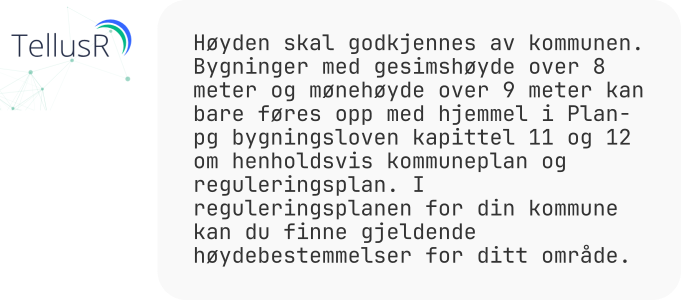 TellusR
Høyden skal godkjennes av kommunen.
Bygninger med gesimshøyde over 8
meter og mønehøyde over 9 meter kan
bare føres opp med hjemmel i Plan-
pg bygningsloven kapittel 11 og 12
om henholdsvis kommuneplan og
reguleringsplan. I
reguleringsplanen for din kommune
kan du finne gjeldende
høydebestemmelser for ditt område.